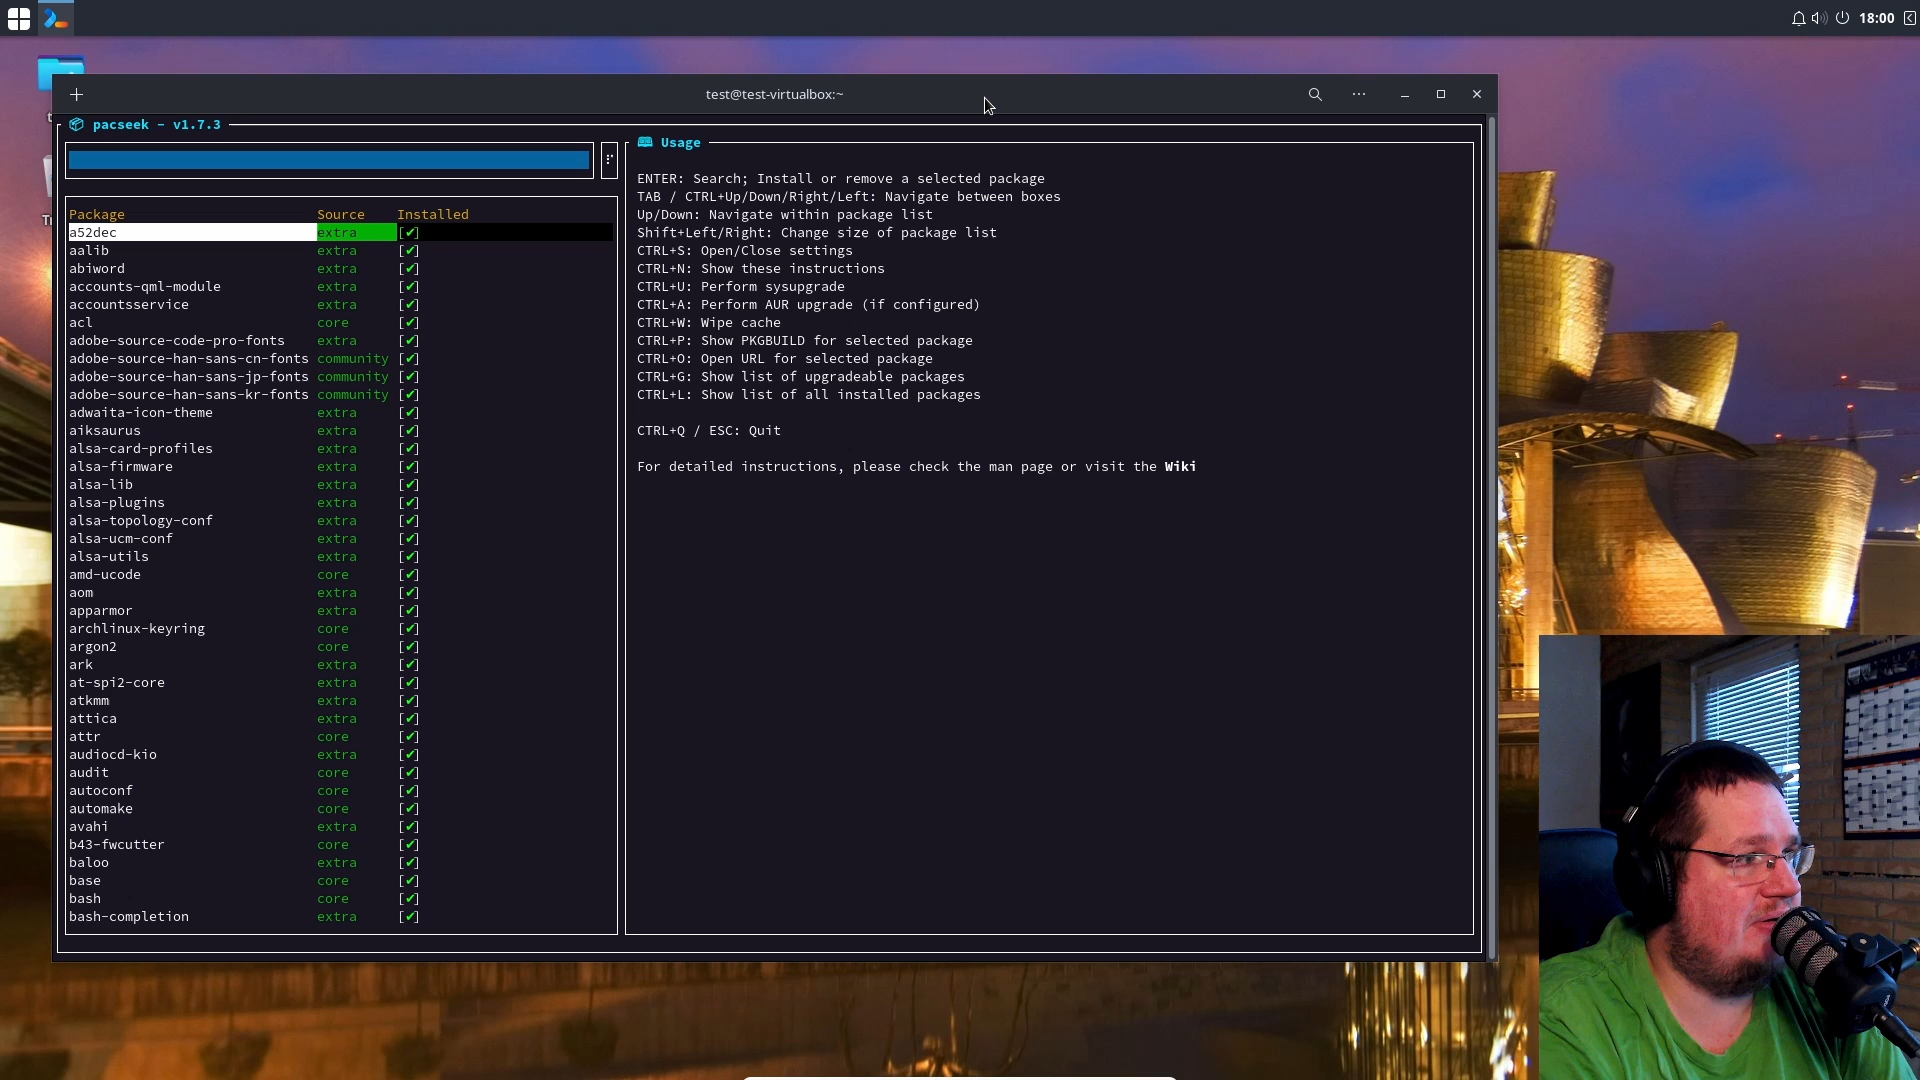 18:00
test@test-virtualbox:~
pacseek - v1.7.3
Usage
ENTER: Search; Install or remove a selected package
TAB / CTRL+Up/Down/Right/Left: Navigate between boxes
Up/Down: Navigate within package list
Shift+Left/Right: Change size of package list
CTRL+S: Open/Close settings
CTRL+N: Show these instructions
CTRL+U: Perform sysupgrade
CTRL+A: Perform AUR upgrade (if configured)
CTRL+W: Wipe cache
CTRL+P: Show PKGBUILD for selected package
CTRL+O: Open URL for selected package
CTRL+G: Show list of upgradeable packages
CTRL+L: Show list of all installed packages
CTRL+Q / ESC: Quit
For detailed instructions, please check the man page or visit the Wiki
Package Source Installed
a52dec extra [✔]
aalib extra [✔]
abiword extra [✔]
accounts-qml-module extra [✔]
accountsservice extra [✔]
acl core [✔]
adobe-source-code-pro-fonts extra [✔]
adobe-source-han-sans-cn-fonts community [✔]
adobe-source-han-sans-jp-fonts community [✔]
adobe-source-han-sans-kr-fonts community [✔]
adwaita-icon-theme extra [✔]
aiksaurus extra [✔]
alsa-card-profiles extra [✔]
alsa-firmware extra [✔]
alsa-lib extra [✔]
alsa-plugins extra [✔]
alsa-topology-conf extra [✔]
alsa-ucm-conf extra [✔]
alsa-utils extra [✔]
amd-ucode core [✔]
aom extra [✔]
apparmor extra [✔]
archlinux-keyring core [✔]
argon2 core [✔]
ark extra [✔]
at-spi2-core extra [✔]
atkmm extra [✔]
attica extra [✔]
attr core [✔]
audiocd-kio extra [✔]
audit core [✔]
autoconf core [✔]
automake core [✔]
avahi extra [✔]
b43-fwcutter core [✔]
baloo extra [✔]
base core [✔]
bash core [✔]
bash-completion extra [✔]